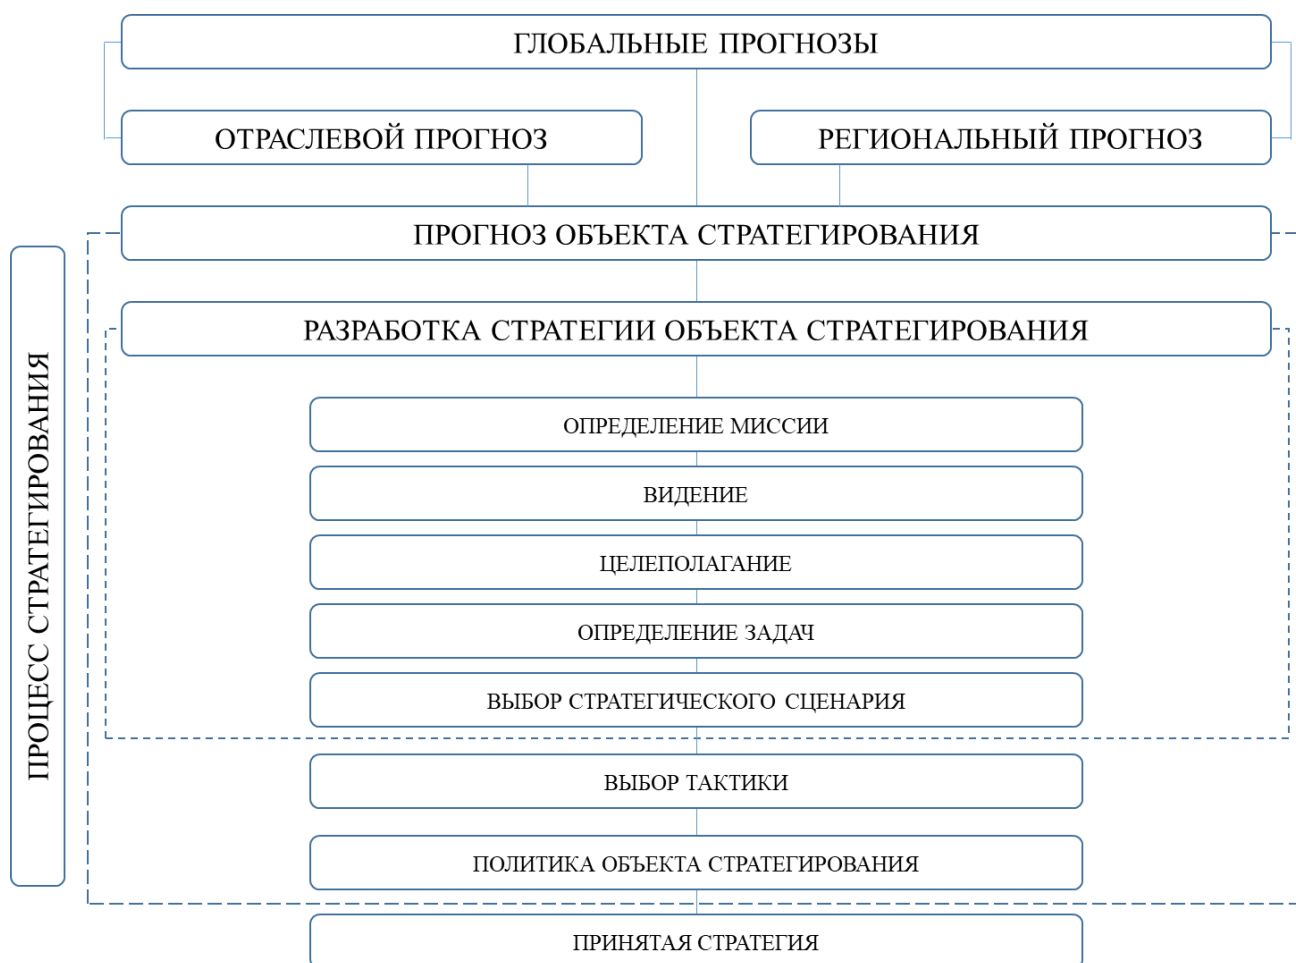 ГЛОБАЛЬНЫЕ ПРОГНОЗЫ
ОТРАСЛЕВОЙ ПРОГНОЗ
РЕГИОНАЛЬНЫЙ ПРОГНОЗ
ПРОГНОЗ ОБЪЕКТА СТРАТЕГИРОВАНИЯ
РАЗРАБОТКА СТРАТЕГИИ ОБЪЕКТА СТРАТЕГИРОВАНИЯ
ПРОЦЕСС СТРАТЕГИРОВАНИЯ
ОПРЕДЕЛЕНИЕ МИССИИ
ВИДЕНИЕ
ЦЕЛЕПОЛАГАНИЕ
ОПРЕДЕЛЕНИЕ ЗАДАЧ
ВЫБОР СТРАТЕГИЧЕСКОГО СЦЕНАРИЯ
ВЫБОР ТАКТИКИ
ПОЛИТИКА ОБЪЕКТА СТРАТЕГИРОВАНИЯ
ПРИНЯТАЯ СТРАТЕГИЯ